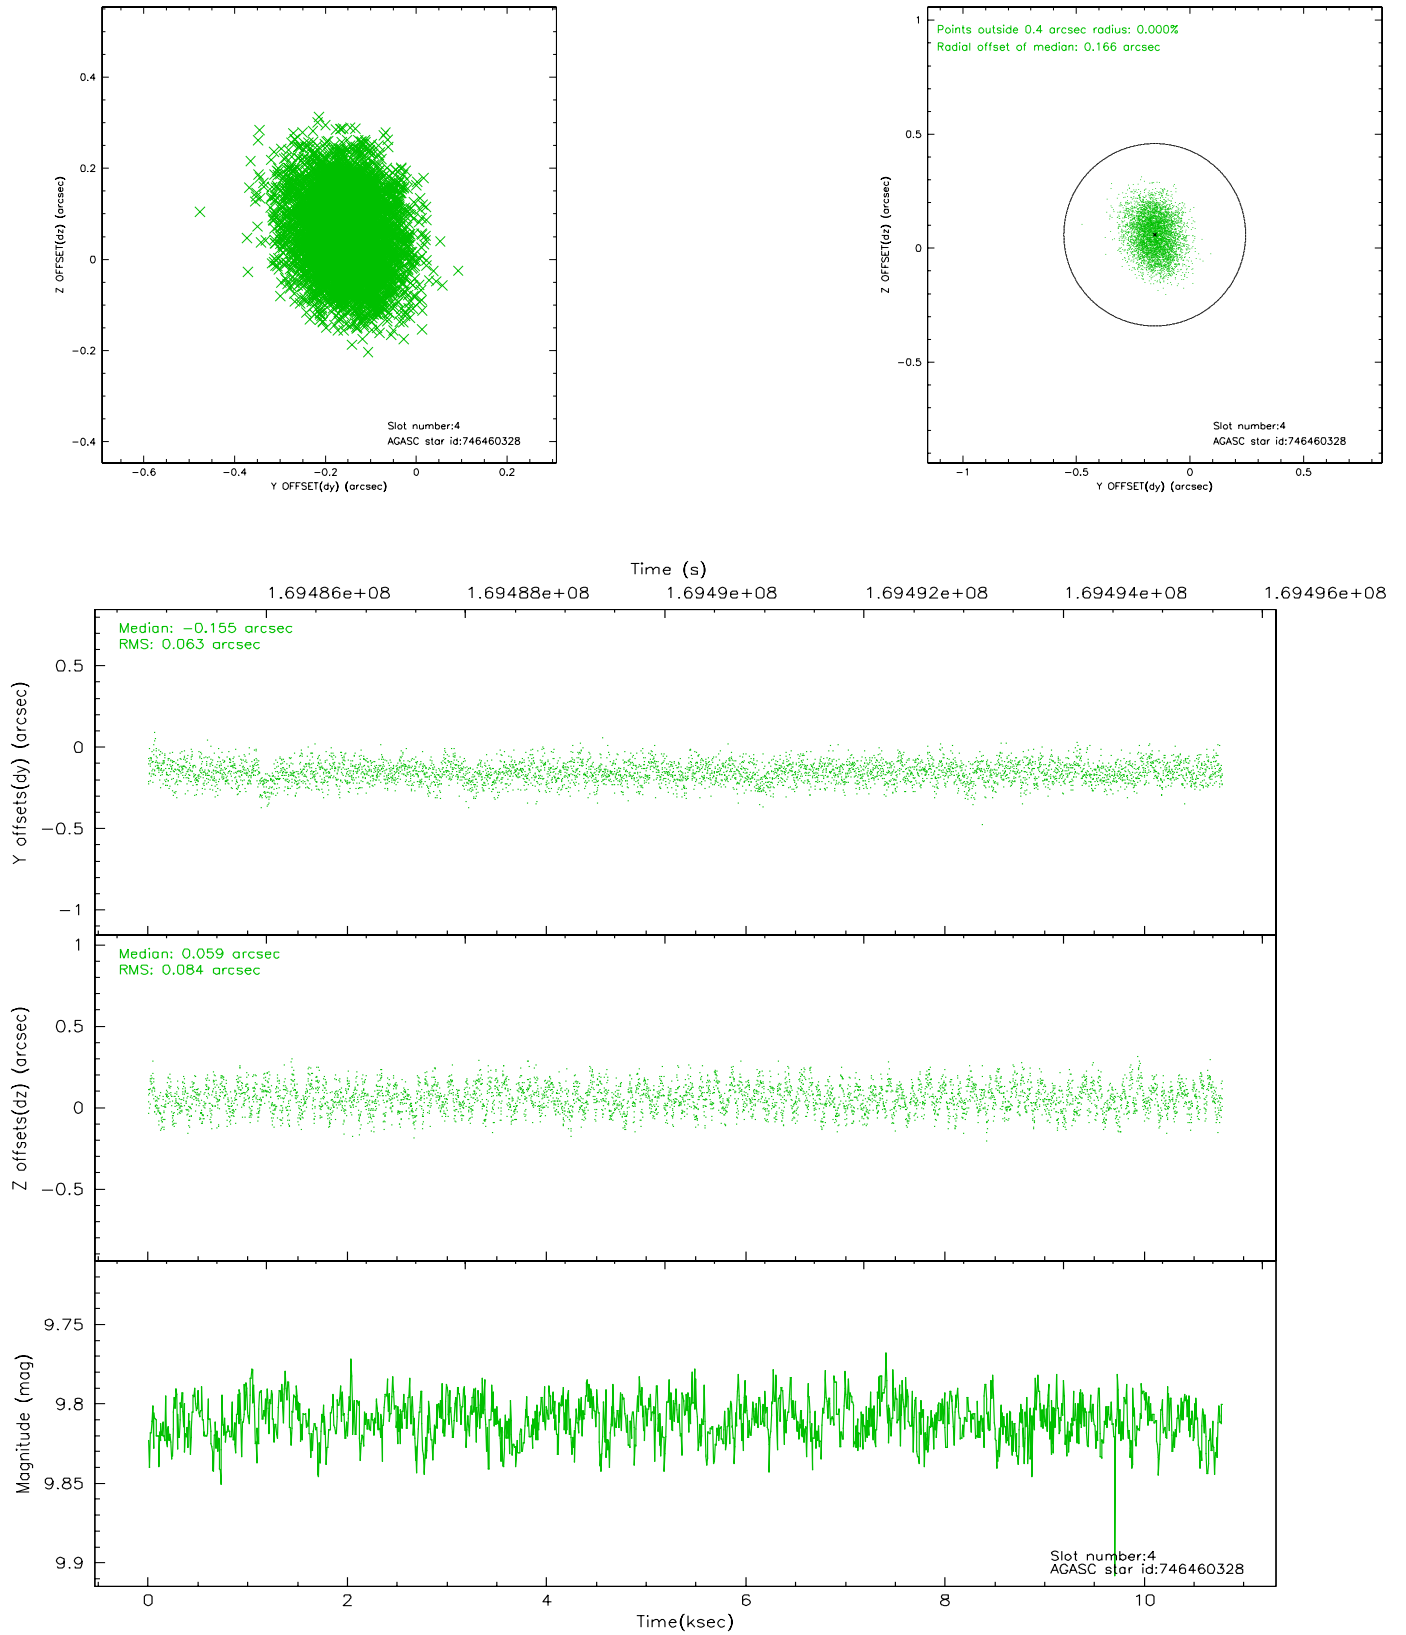 0.4
0.2
0
−0.2
−0.4
Z OFFSET(dz) (arcsec)
Slot number:4
AGASC star id:746460328
−0.6 −0.4 −0.2 0 0.2
Y OFFSET(dy) (arcsec)
Points outside 0.4 arcsec radius: 0.000%
Radial offset of median: 0.166 arcsec
1
0.5
0
−0.5
Z OFFSET(dz) (arcsec)
Slot number:4
AGASC star id:746460328
−1 −0.5 0 0.5
Y OFFSET(dy) (arcsec)
Time (s)
1.69486e+08 1.69488e+08 1.6949e+08 1.69492e+08 1.69494e+08 1.69496e+08
Median: −0.155 arcsec
RMS: 0.063 arcsec
0.5
0
−0.5
−1
Y offsets(dy) (arcsec)
Median: 0.059 arcsec
RMS: 0.084 arcsec
1
0.5
0
−0.5
Z offsets(dz) (arcsec)
9.75
9.8
9.85
9.9
Magnitude (mag)
Slot number:4
AGASC star id:746460328
0 2 4 6 8 10
Time(ksec)